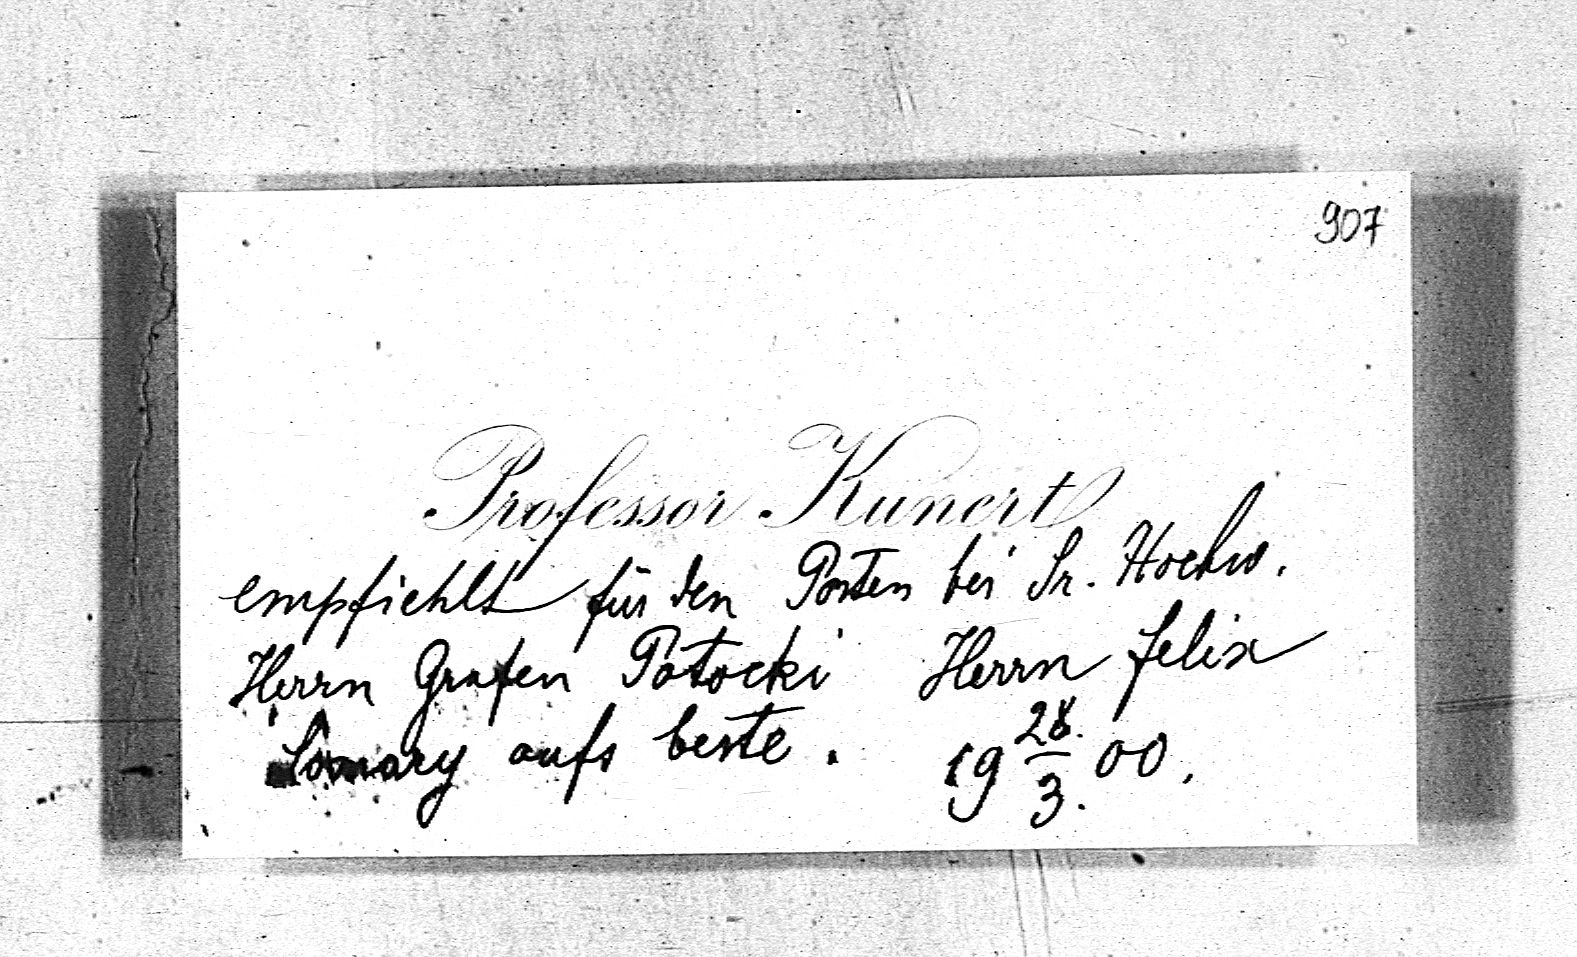 907
Professor Kunert
empfiehlt für den Posten bei Sr. Hochw.
Herrn Grafen Potocki Herrn Felix
Somary aufs beste. 19 28./3. 00.